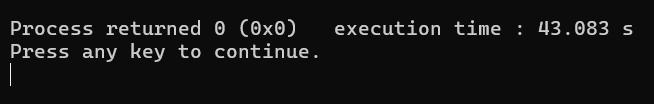 Process returned 0 (0x0)   execution time : 43.083 s
Press any key to continue.